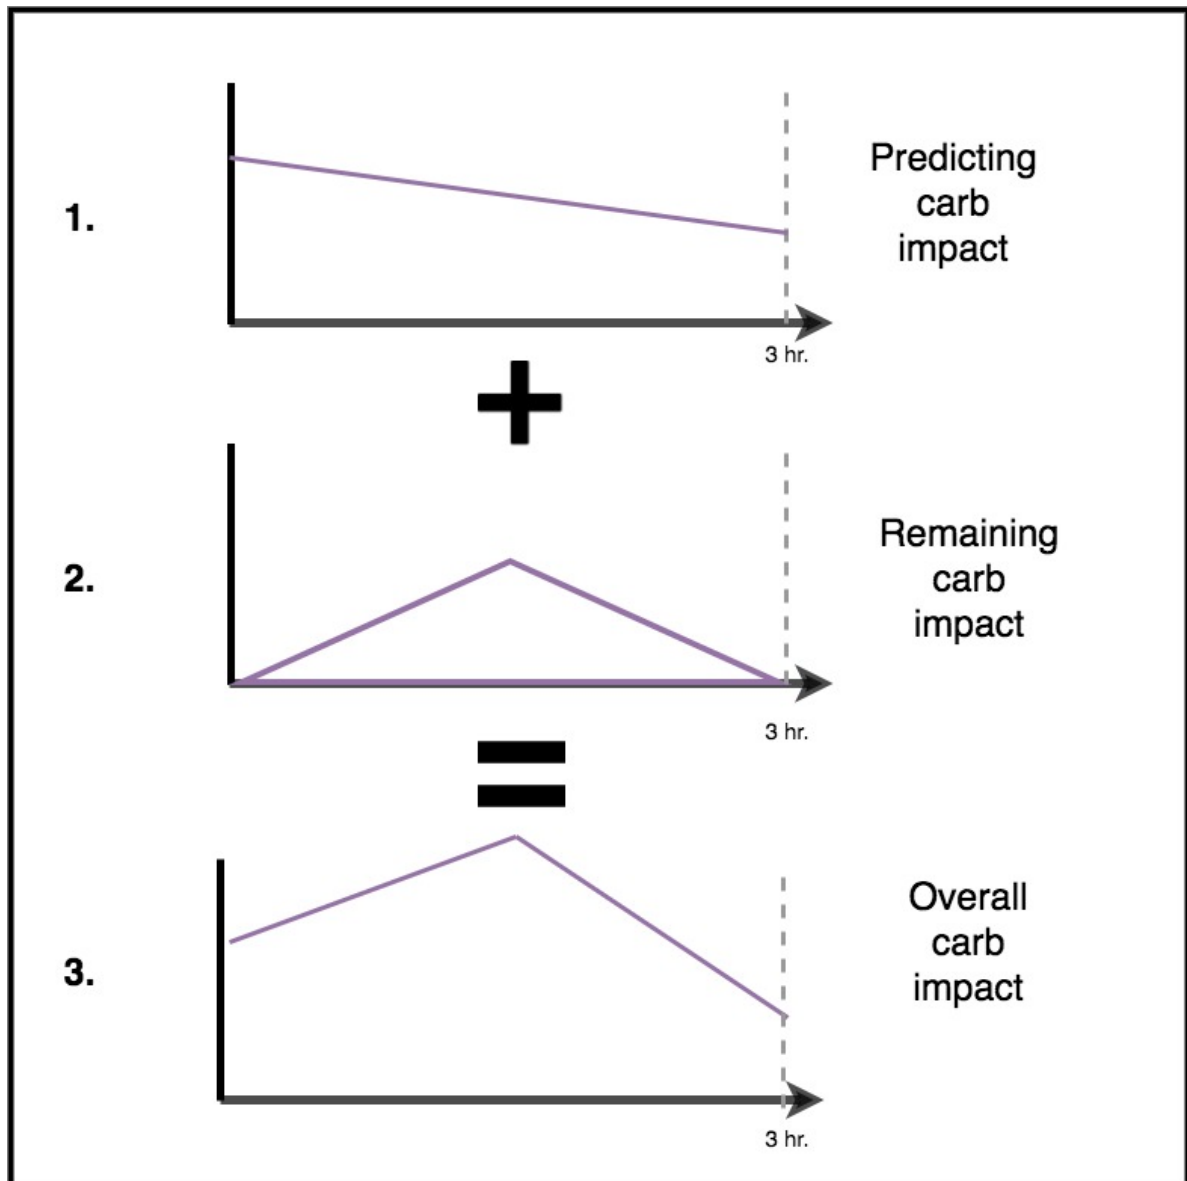 1.
Predicting
carb
impact
3 hr.
+
2.
Remaining
carb
impact
3 hr.
=
3.
Overall
carb
impact
3 hr.